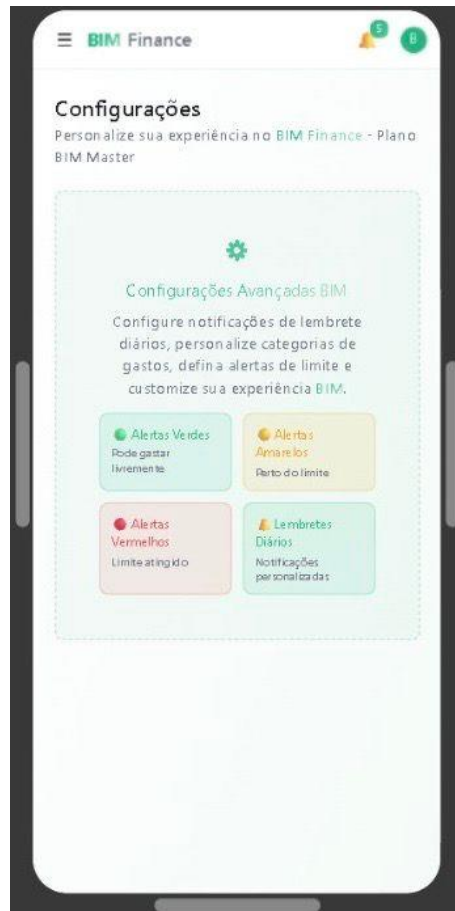 BIM Finance
5
B
Configurações
Personalize sua experiência no BIM Finance - Plano
BIM Master
Configurações Avançadas BIM
Configure notificações de lembrete
diários, personalize categorias de
gastos, defina alertas de limite e
customize sua experiência BIM.
Alertas Verdes
Pode gastar
livremente
Alertas
Amarelos
Perto do limite
Alertas
Vermelhos
Limite atingido
Lembretes
Diários
Notificações
personalizadas